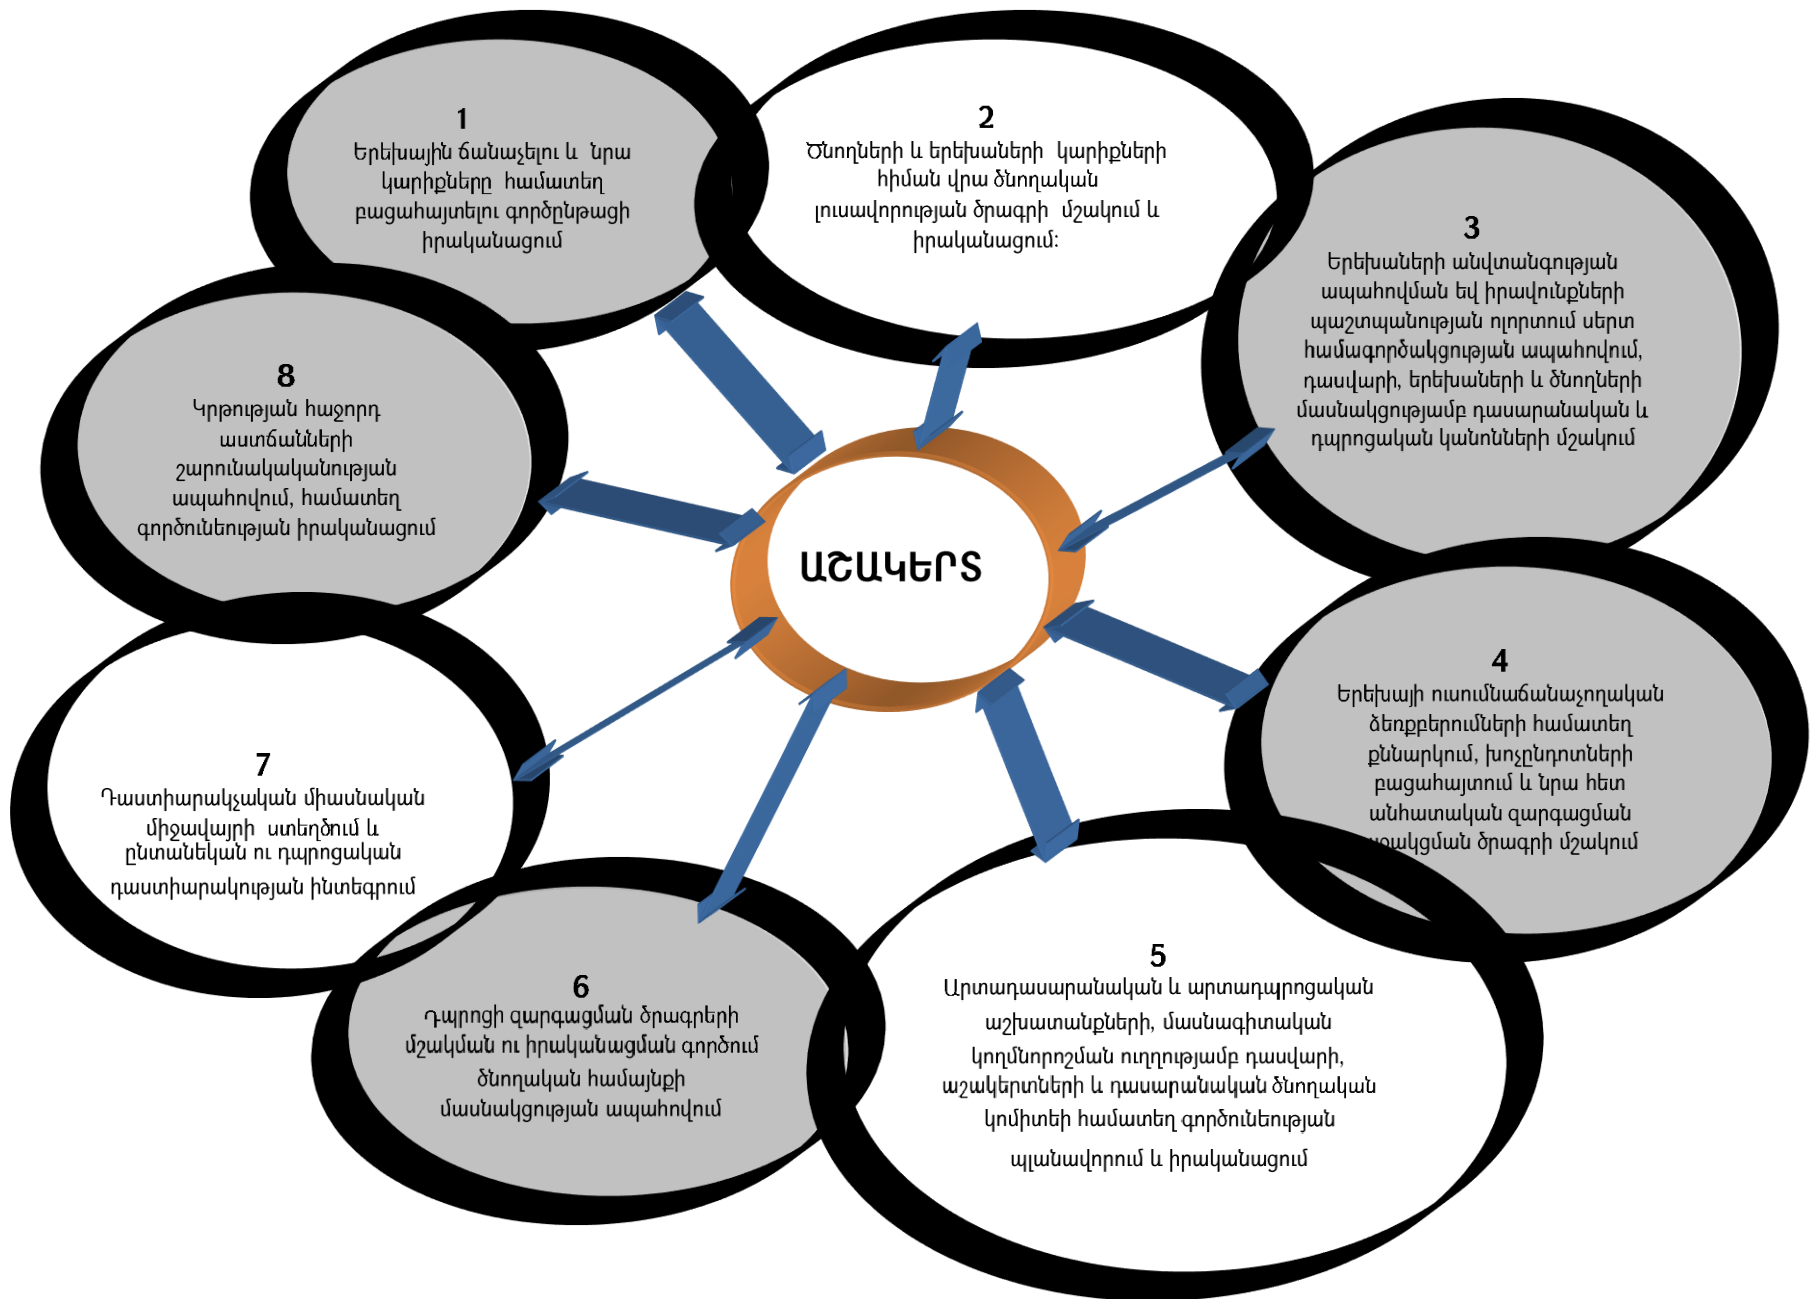 1
Երեխային ճանաչելու և նրա
կարիքները համատեղ
բացահայտելու գործընթացի
իրականացում
2
Ծնողների և երեխաների կարիքների
հիման վրա ծնողական
լուսավորության ծրագրի մշակում և
իրականացում:
3
Երեխաների անվտանգության
ապահովման եվ իրավունքների
պաշտպանության ոլորտում սերտ
համագործակցության ապահովում,
դասվարի, երեխաների և ծնողների
մասնակցությամբ դասարանական և
դպրոցական կանոնների մշակում
8
Կրթության հաջորդ
աստճանների
շարունակականության
ապահովում, համատեղ
գործունեության իրականացում
ԱՇԱԿԵՐՏ
4
Երեխայի ուսումնաճանաչողական
ձեռքբերումների համատեղ
քննարկում, խոչընդոտների
բացահայտում և նրա հետ
անհատական զարգացման
ծրագրի մշակում
7
Դաստիարակչական միասնական
միջավայրի ստեղծում և
ընտանեկան ու դպրոցական
դաստիարակության ինտեգրում
6
Դպրոցի զարգացման ծրագրերի
մշակման ու իրականացման գործում
ծնողական համայնքի
մասնակցության ապահովում
5
Արտադասարանական և արտադպրոցական
աշխատանքների, մասնագիտական
կողմնորոշման ուղղությամբ դասվարի,
աշակերտների և դասարանական ծնողական
կոմիտեի համատեղ գործունեության
պլանավորում և իրականացում